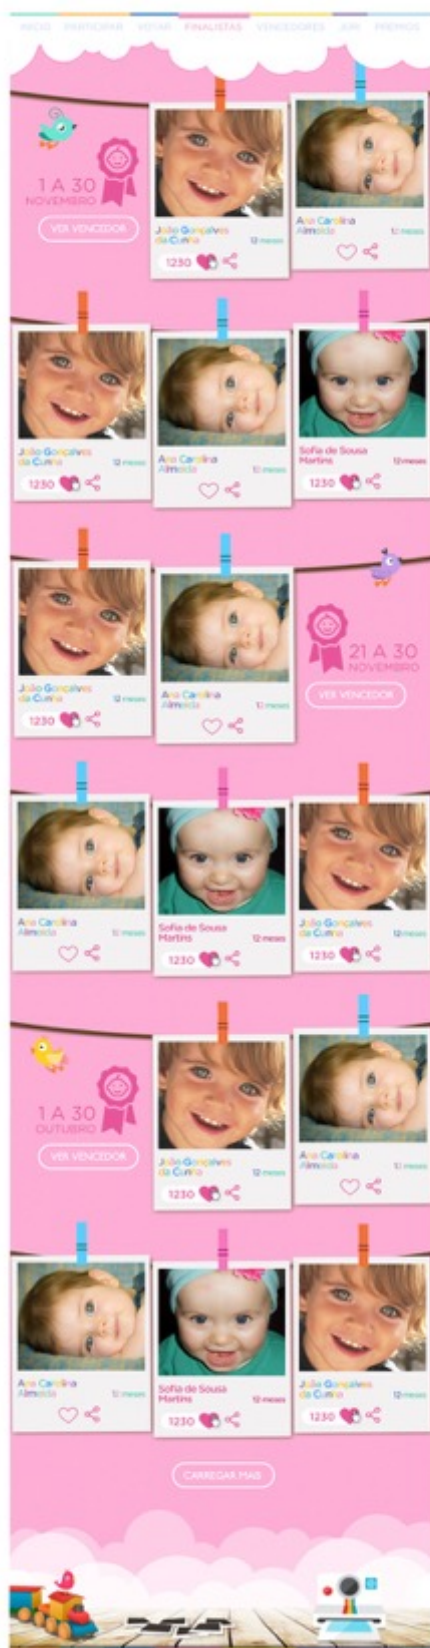 INÍCIO PARTICIPAR VOTAR FINALISTAS VENCEDORES JÚRI PRÉMIOS
1 A 30
NOVEMBRO
VER VENCEDOR
João Gonçalves
da Cunha 12 meses
1230
Ana Carolina
Almeida 12 meses
João Gonçalves
da Cunha 12 meses
1230
Ana Carolina
Almeida 12 meses
Sofia de Sousa
Martins 12 meses
1230
João Gonçalves
da Cunha 12 meses
1230
Ana Carolina
Almeida 12 meses
21 A 30
NOVEMBRO
VER VENCEDOR
Ana Carolina
Almeida 12 meses
Sofia de Sousa
Martins 12 meses
1230
João Gonçalves
da Cunha 12 meses
1230
1 A 30
OUTUBRO
VER VENCEDOR
João Gonçalves
da Cunha 12 meses
1230
Ana Carolina
Almeida 12 meses
Ana Carolina
Almeida 12 meses
Sofia de Sousa
Martins 12 meses
1230
João Gonçalves
da Cunha 12 meses
1230
CARREGAR MAIS